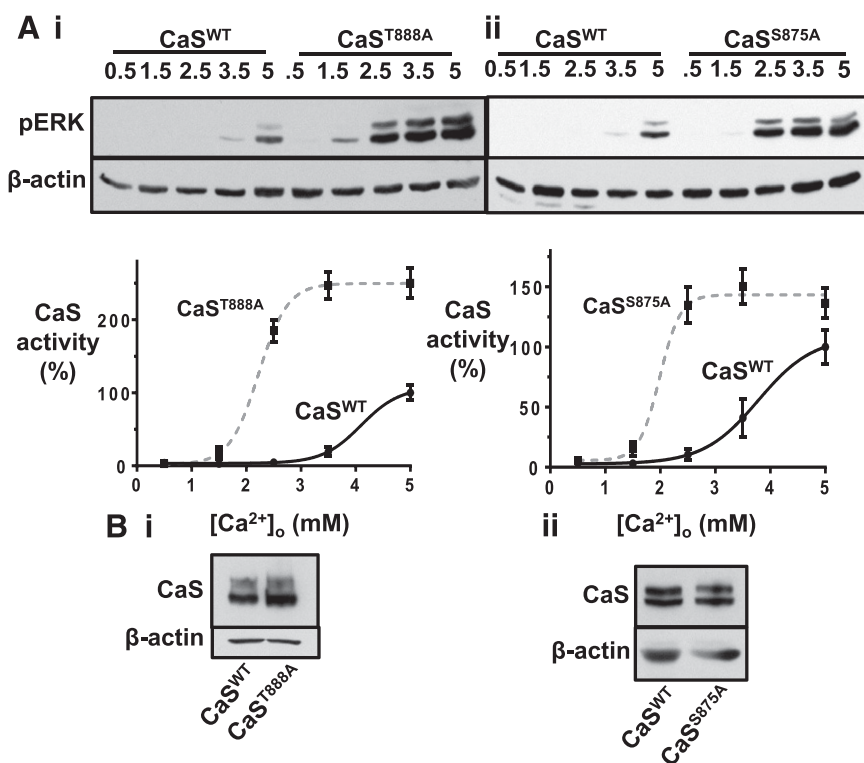 A i
CaS^WT CaS^T888A
0.5 1.5 2.5 3.5 5 .5 1.5 2.5 3.5 5
ii
CaS^WT CaS^S875A
0.5 1.5 2.5 3.5 5 .5 1.5 2.5 3.5 5
pERK
β-actin
CaS activity (%)
200
100
0
CaS^T888A
CaS^WT
0 1 2 3 4 5
[Ca²⁺]ₒ (mM)
CaS activity (%)
150
100
50
0
CaS^S875A
CaS^WT
0 1 2 3 4 5
[Ca²⁺]ₒ (mM)
B i
CaS
β-actin
CaS^WT
CaS^T888A
ii
CaS
β-actin
CaS^WT
CaS^S875A